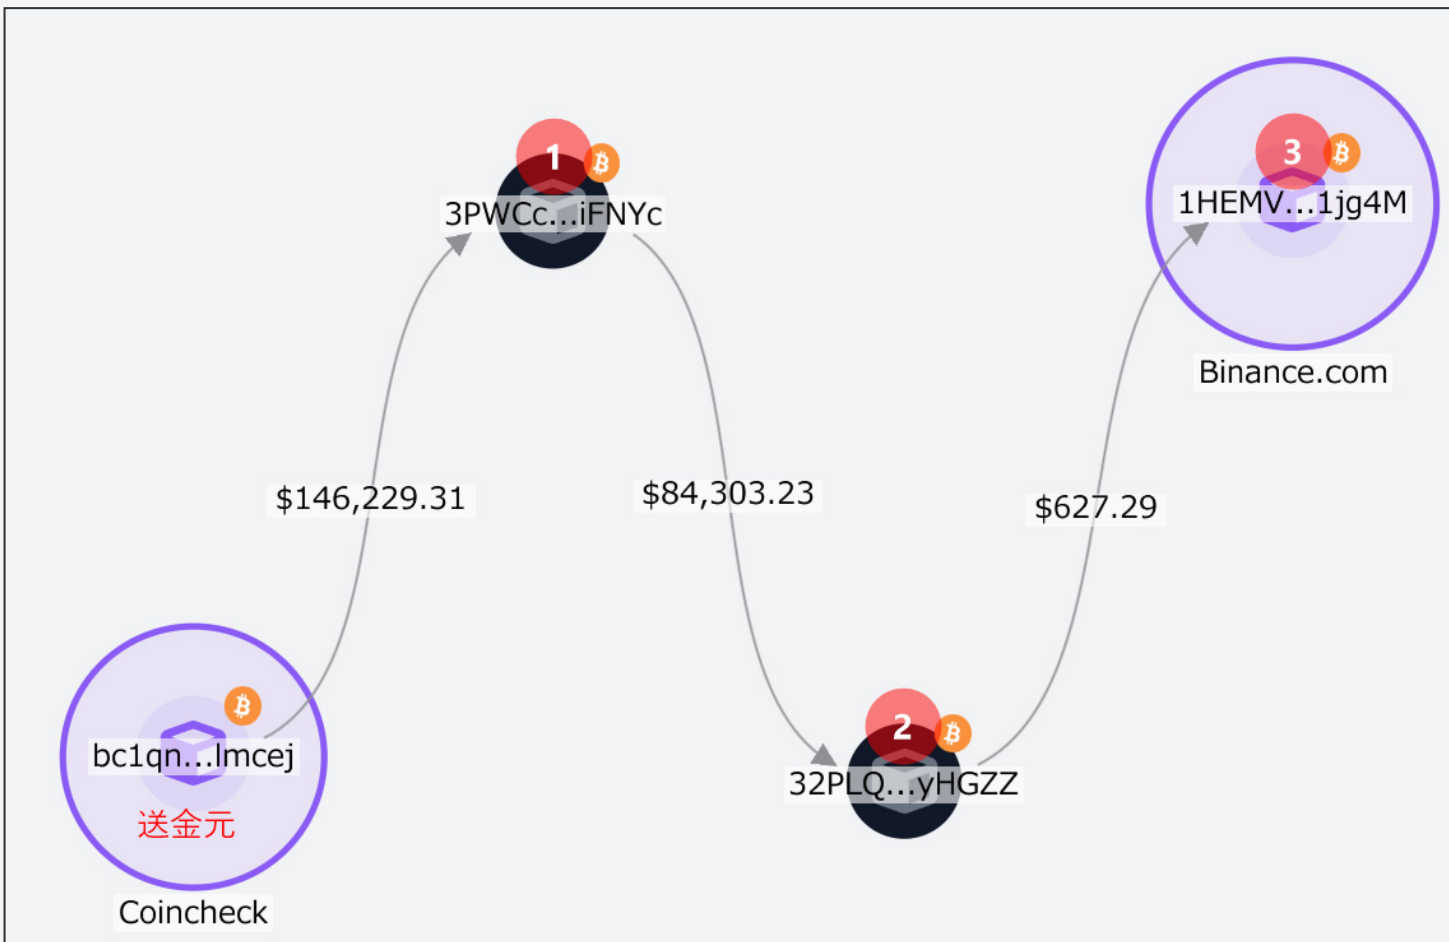 1
3PWCc...iFNYc
3
1HEMV...1jg4M
Binance.com
$146,229.31
$84,303.23
$627.29
bc1qn...lmcej
送金元
Coincheck
2
32PLQ...yHGZZ